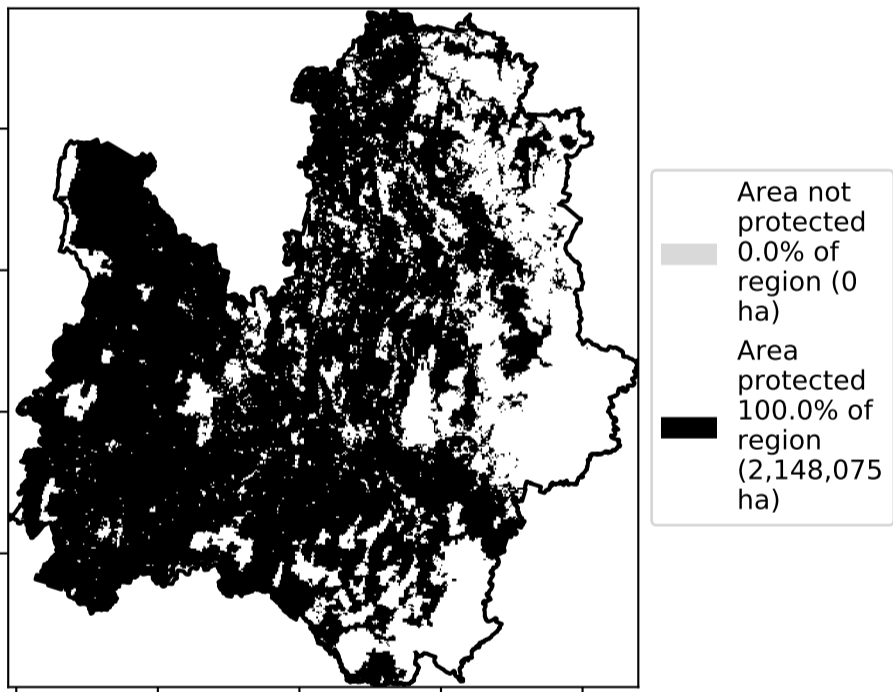 Area not
protected
0.0% of
region (0
ha)
Area
protected
100.0% of
region
(2,148,075
ha)